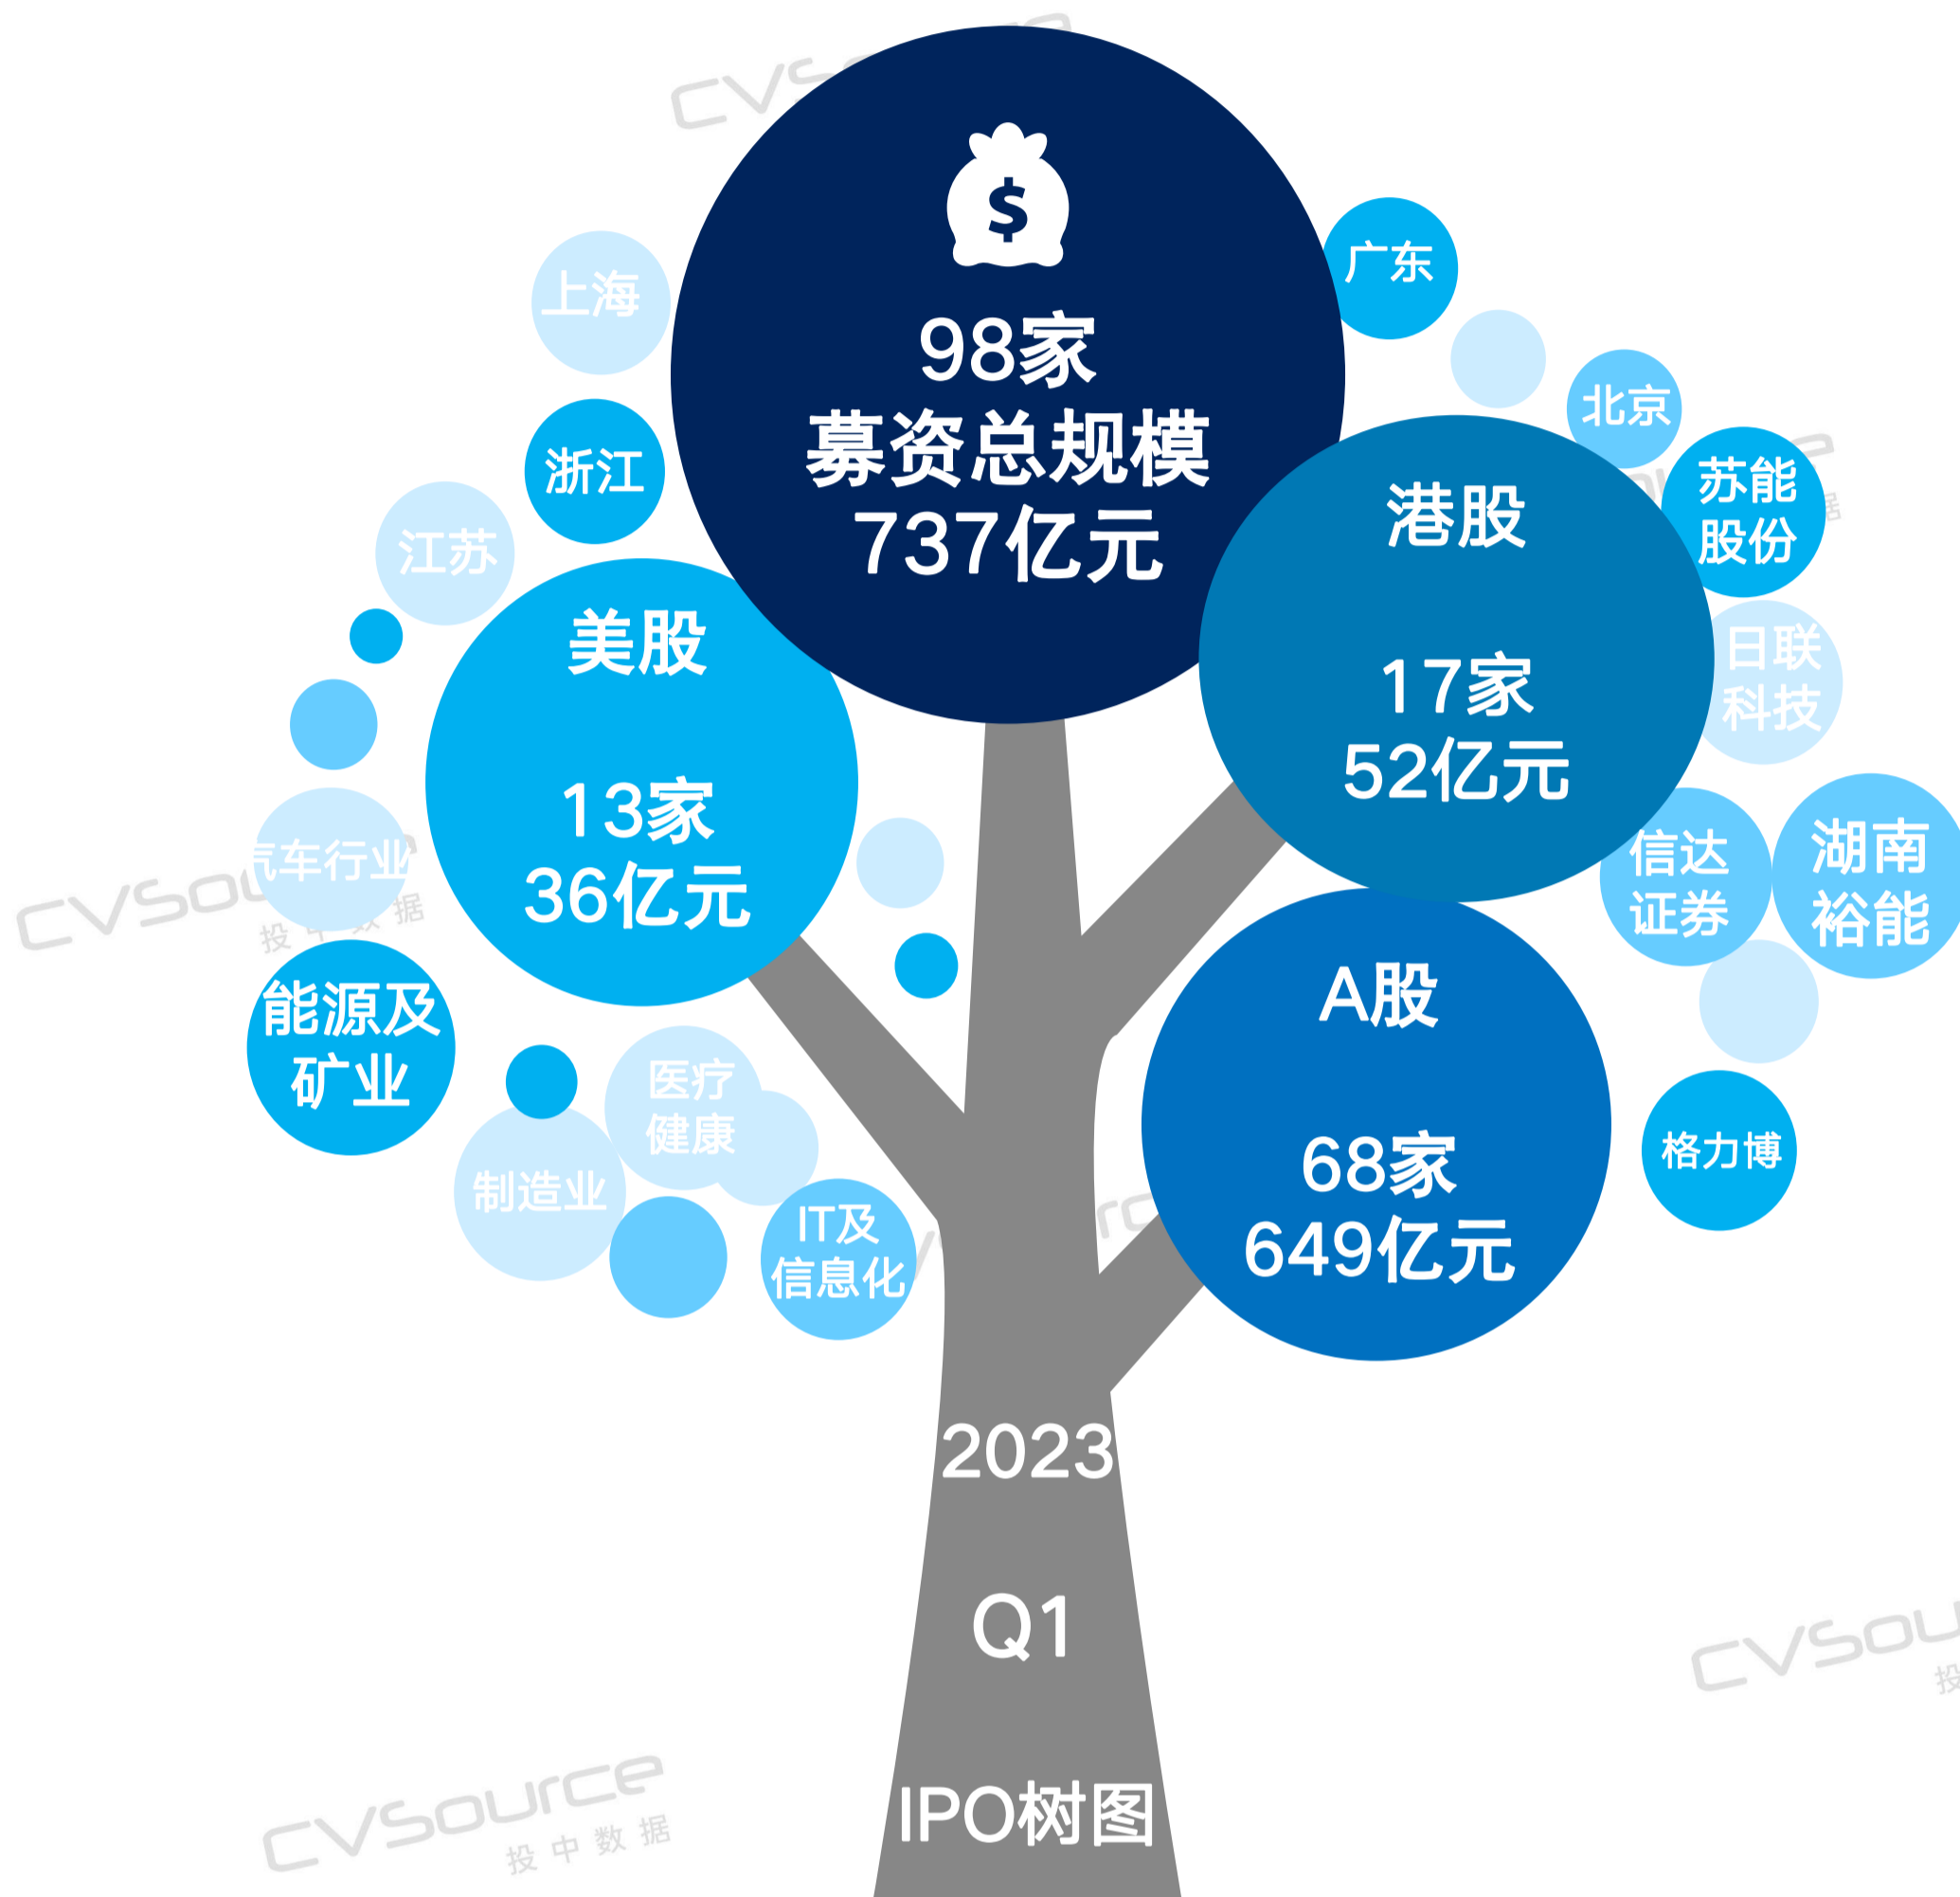 98家
募资总规模
737亿元
上海
广东
浙江
北京
江苏
港股
17家
52亿元
苏能
股份
日联
科技
美股
13家
36亿元
汽车行业
信达
证券
湖南
裕能
能源及
矿业
A股
68家
649亿元
医疗
健康
制造业
IT及
信息化
格力博
2023
Q1
IPO树图
CVSource
投中数据